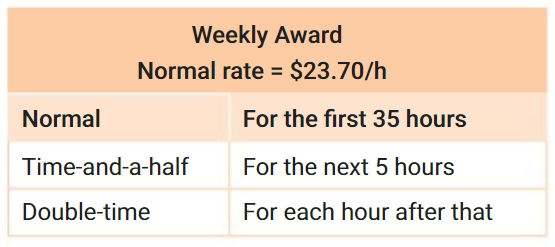 Weekly Award
Normal rate = $23.70/h
Normal For the first 35 hours
Time-and-a-half For the next 5 hours
Double-time For each hour after that